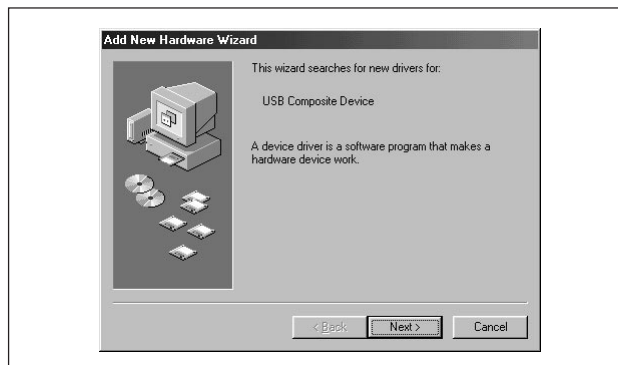 Add New Hardware Wizard
This wizard searches for new drivers for:
USB Composite Device
A device driver is a software program that makes a
hardware device work.
< Back
Next >
Cancel